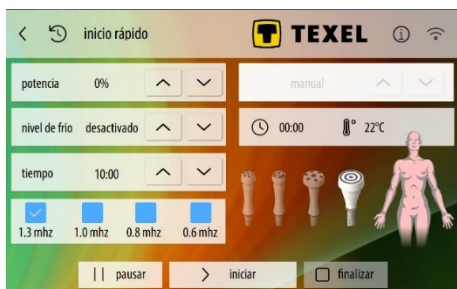 inicio rápido
T TEXEL
potencia 0%
manual
nivel de frio desactivado
00:00 22°C
tiempo 10:00
1.3 mhz 1.0 mhz 0.8 mhz 0.6 mhz
pausar iniciar finalizar